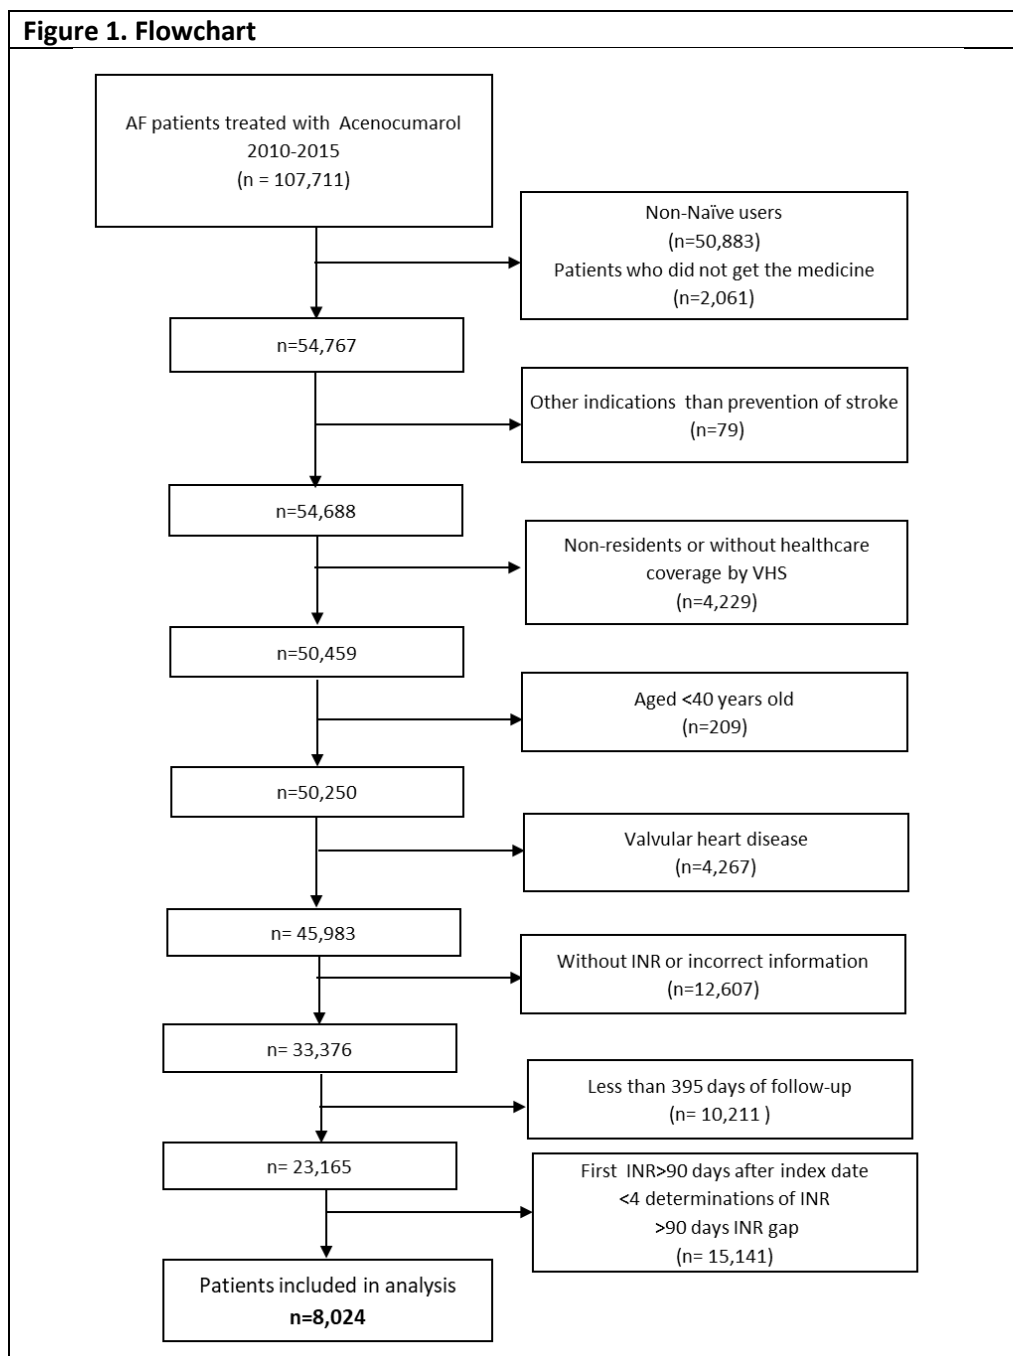 Figure 1. Flowchart
AF patients treated with Acenocumarol
2010-2015
(n = 107,711)
Non-Naïve users
(n=50,883)
Patients who did not get the medicine
(n=2,061)
n=54,767
Other indications than prevention of stroke
(n=79)
n=54,688
Non-residents or without healthcare
coverage by VHS
(n=4,229)
n=50,459
Aged <40 years old
(n=209)
n=50,250
Valvular heart disease
(n=4,267)
n= 45,983
Without INR or incorrect information
(n=12,607)
n= 33,376
Less than 395 days of follow-up
(n= 10,211 )
n= 23,165
First INR>90 days after index date
<4 determinations of INR
>90 days INR gap
(n= 15,141)
Patients included in analysis
n=8,024